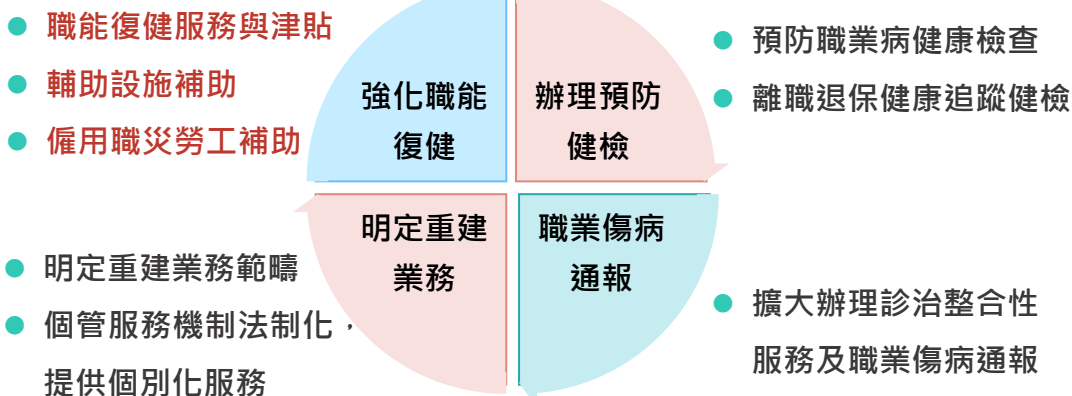 職能復健服務與津貼
輔助設施補助
僱用職災勞工補助
強化職能
復健
辦理預防
健檢
預防職業病健康檢查
離職退保健康追蹤健檢
明定重建業務範疇
個管服務機制法制化，
提供個別化服務
明定重建
業務
職業傷病
通報
擴大辦理診治整合性
服務及職業傷病通報